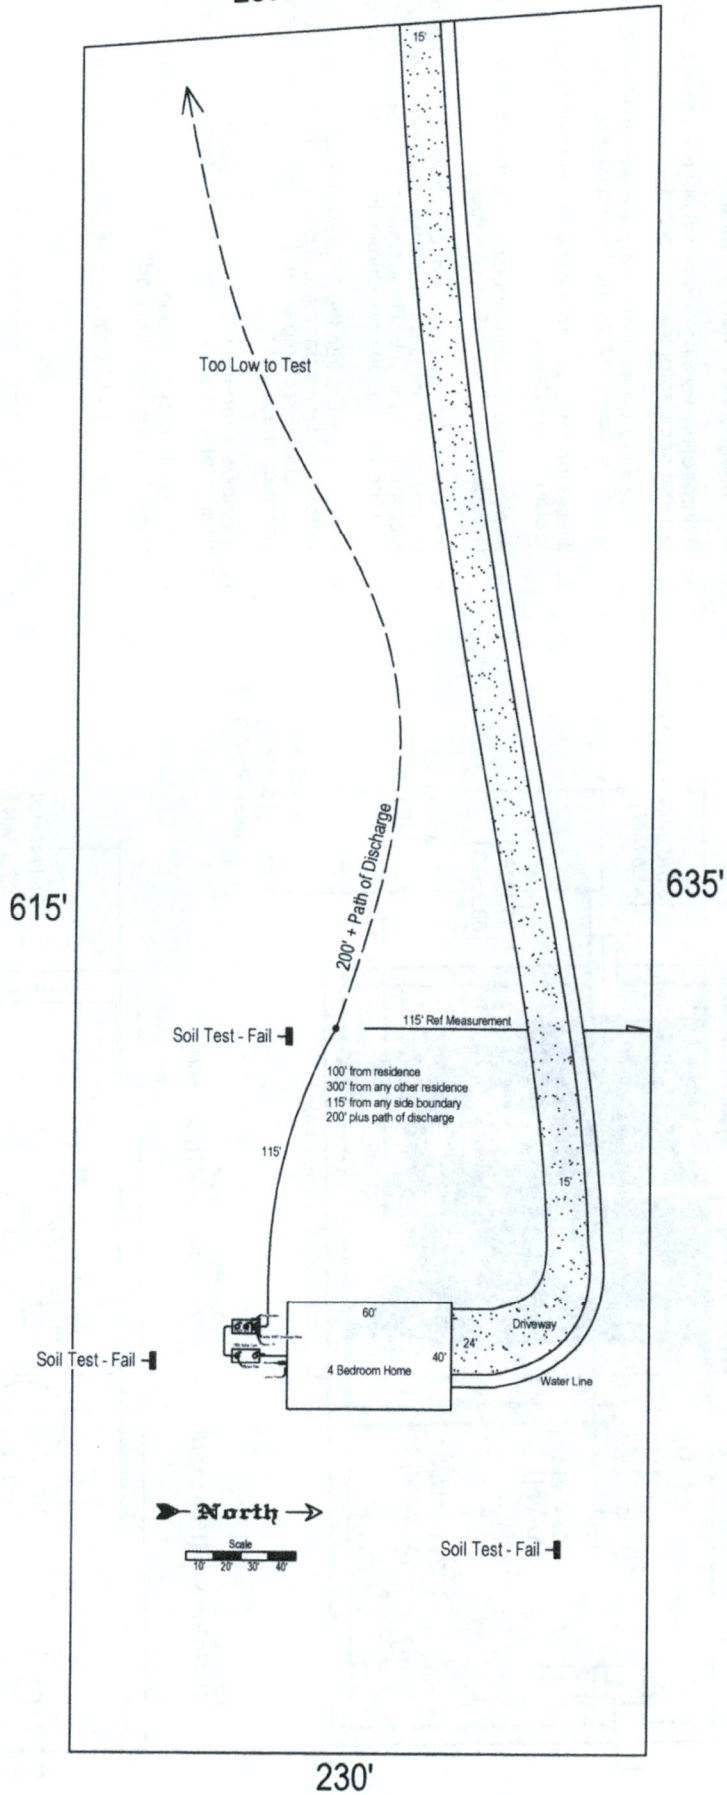 15'
Too Low to Test
200' + Path of Discharge
635'
615'
115' Ref Measurement
Soil Test - Fail
100' from residence
300' from any other residence
115' from any side boundary
200' plus path of discharge
115'
15'
60'
Driveway
24'
40'
Soil Test - Fail
4 Bedroom Home
Water Line
North
Soil Test - Fail
Scale
10' 20' 30' 40'
230'